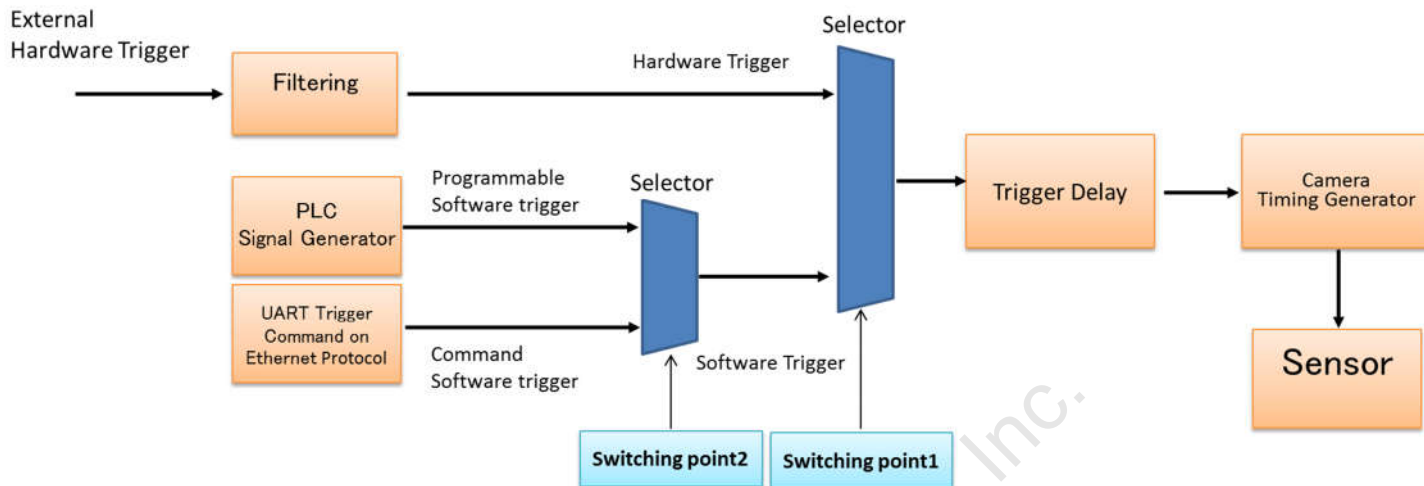 External
Hardware Trigger
Filtering
Hardware Trigger
Selector
PLC
Signal Generator
Programmable
Software trigger
Selector
Trigger Delay
Camera
Timing Generator
UART Trigger
Command on
Ethernet Protocol
Command
Software trigger
Software Trigger
Sensor
Switching point2
Switching point1
Inc.